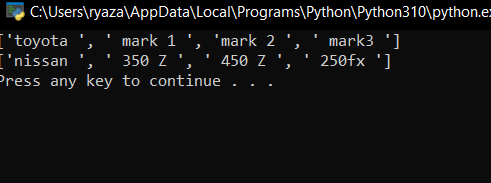 C:\Users\ryaza\AppData\Local\Programs\Python\Python310\python.ex
['toyota ', ' mark 1 ', 'mark 2 ', ' mark3 ']
['nissan ', ' 350 Z ', ' 450 Z ', ' 250fx ']
Press any key to continue . . .